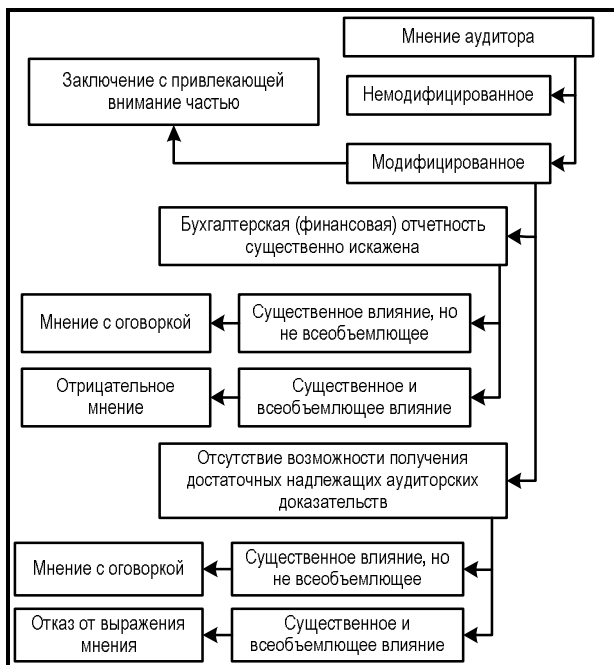 Мнение аудитора
Заключение с привлекающей
внимание частью
Немодифицированное
Модифицированное
Бухгалтерская (финансовая) отчетность
существенно искажена
Мнение с оговоркой
Существенное влияние, но
не всеобъемлющее
Отрицательное
мнение
Существенное и
всеобъемлющее влияние
Отсутствие возможности получения
достаточных надлежащих аудиторских
доказательств
Мнение с оговоркой
Существенное влияние, но
не всеобъемлющее
Отказ от выражения
мнения
Существенное и
всеобъемлющее влияние